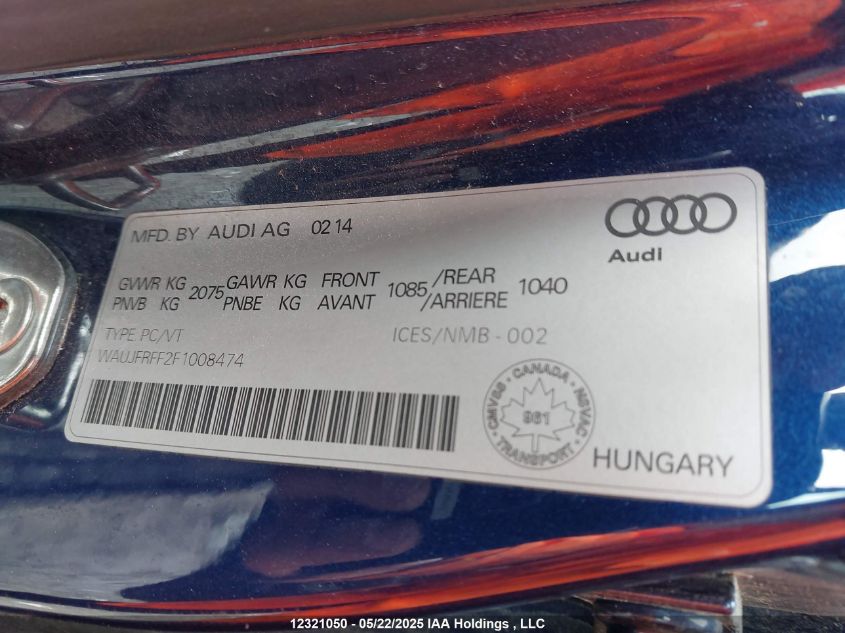 MFD. BY AUDI AG 02 14
Audi
GVWR KG 2075 GAWR KG FRONT 1085 /REAR 1040
PNVB KG PNBE KG AVANT /ARRIERE
TYPE PC/VT ICES/NMB - 002
WAUJFRFF2F1008474
CMVSS • CANADA • NSVAC
961
TRANSPORT
HUNGARY
12321050 - 05/22/2025 IAA Holdings , LLC